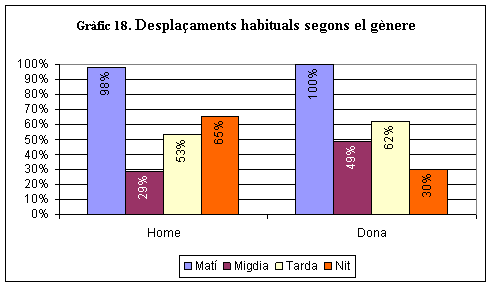 Gràfic 18. Desplaçaments habituals segons el gènere
100%
90%
80%
70%
60%
50%
40%
30%
20%
10%
0%
98%
29%
53%
65%
100%
49%
62%
30%
Home
Dona
Matí
Migdia
Tarda
Nit